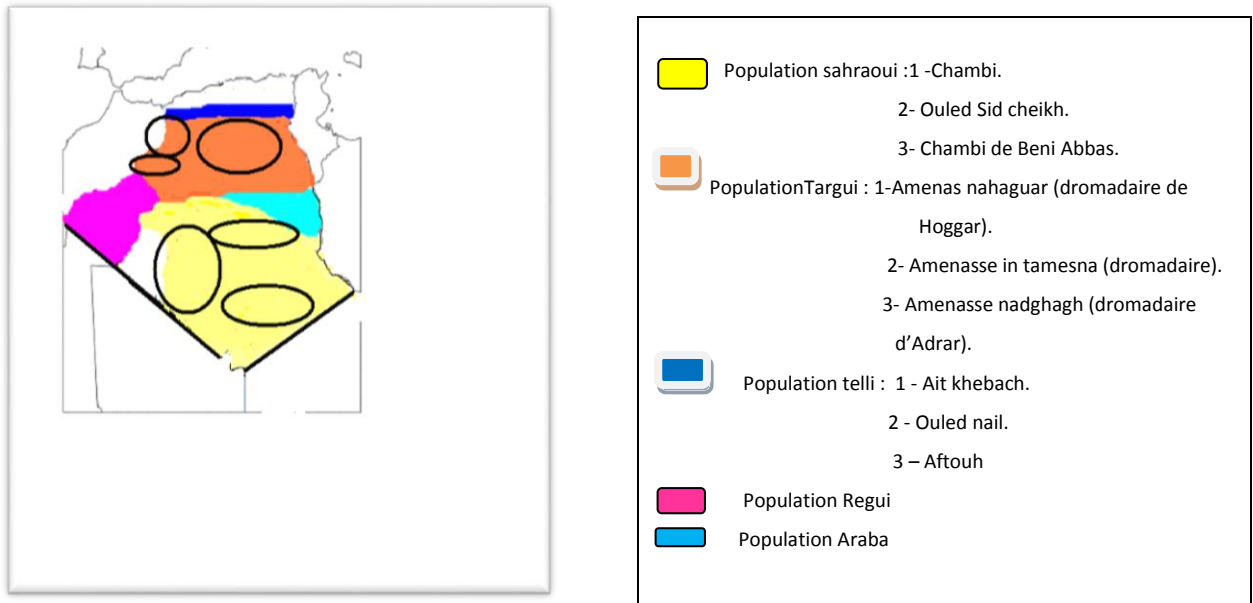 Population sahraoui :1 -Chambi.
2- Ouled Sid cheikh.
3- Chambi de Beni Abbas.
PopulationTargui : 1-Amenas nahaguar (dromadaire de
Hoggar).
2- Amenasse in tamesna (dromadaire).
3- Amenasse nadghagh (dromadaire
d’Adrar).
Population telli : 1 - Ait khebach.
2 - Ouled nail.
3 – Aftouh
Population Regui
Population Araba